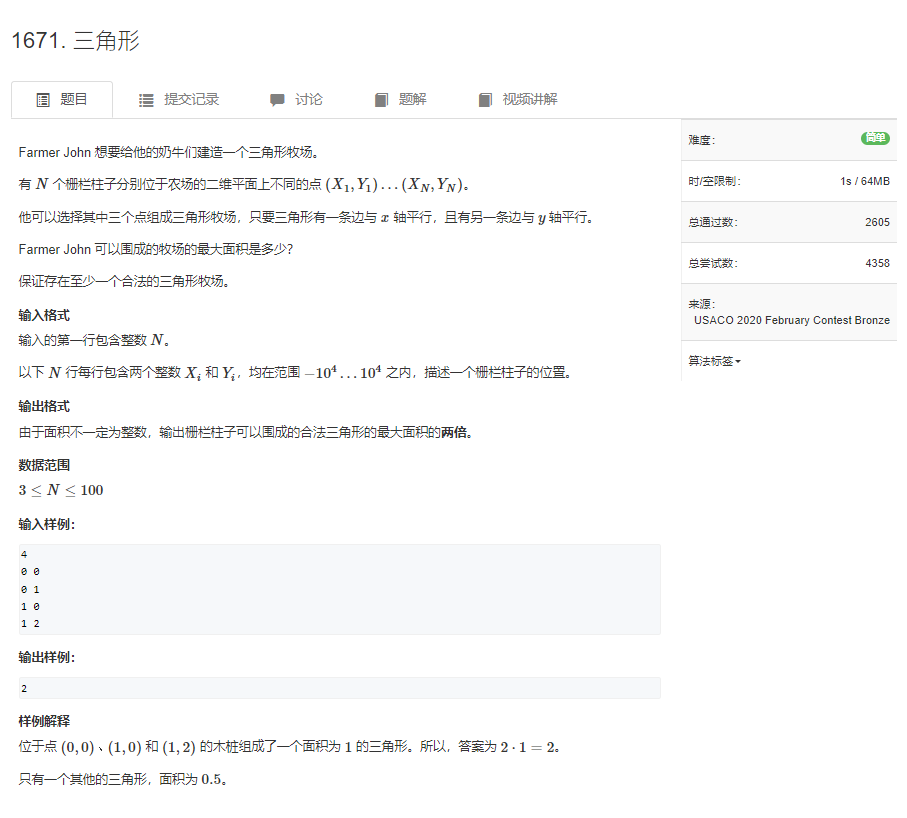 1671. 三角形
题目 提交记录 讨论 题解 视频讲解
Farmer John 想要给他的奶牛们建造一个三角形牧场。
有 N 个栅栏柱子分别位于农场的二维平面上不同的点 (X₁, Y₁)…(X_N, Y_N)。
他可以选择其中三个点组成三角形牧场，只要三角形有一条边与 x 轴平行，且有另一条边与 y 轴平行。
Farmer John 可以围成的牧场的最大面积是多少？
保证存在至少一个合法的三角形牧场。
输入格式
输入的第一行包含整数 N。
以下 N 行每行包含两个整数 X_i 和 Y_i，均在范围 −10⁴…10⁴ 之内，描述一个栅栏柱子的位置。
输出格式
由于面积不一定为整数，输出栅栏柱子可以围成的合法三角形的最大面积的两倍。
数据范围
3 ≤ N ≤ 100
输入样例：
4
0 0
0 1
1 0
1 2
输出样例：
2
样例解释
位于点 (0,0)、(1,0) 和 (1,2) 的木桩组成了一个面积为 1 的三角形。所以，答案为 2·1 = 2。
只有一个其他的三角形，面积为 0.5。
难度： 简单
时/空限制： 1s / 64MB
总通过数： 2605
总尝试数： 4358
来源：
USACO 2020 February Contest Bronze
算法标签